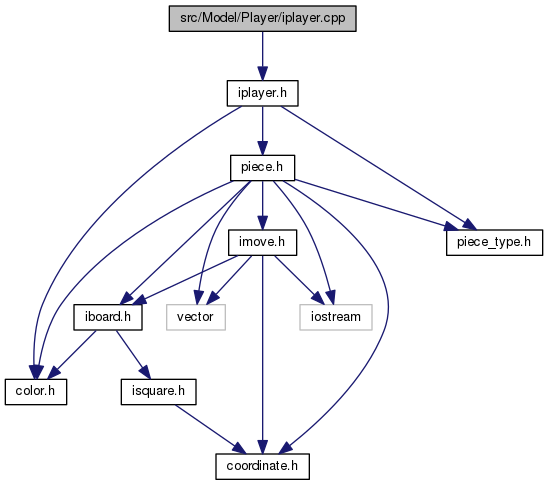 src/Model/Player/iplayer.cpp
iplayer.h
piece.h
imove.h
piece_type.h
iboard.h
vector
iostream
color.h
isquare.h
coordinate.h